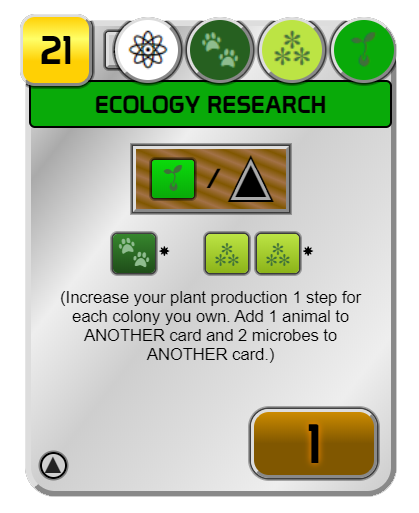 21
ECOLOGY RESEARCH
/
(Increase your plant production 1 step for
each colony you own. Add 1 animal to
ANOTHER card and 2 microbes to
ANOTHER card.)
1